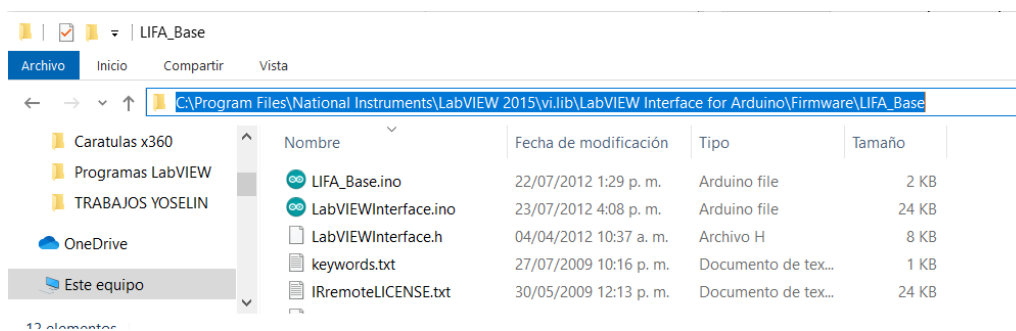 LIFA_Base
Archivo Inicio Compartir Vista
C:\Program Files\National Instruments\LabVIEW 2015\vi.lib\LabVIEW Interface for Arduino\Firmware\LIFA_Base
Caratulas x360
Programas LabVIEW
TRABAJOS YOSELIN
OneDrive
Este equipo
Nombre Fecha de modificación Tipo Tamaño
LIFA_Base.ino 22/07/2012 1:29 p. m. Arduino file 2 KB
LabVIEWInterface.ino 23/07/2012 4:08 p. m. Arduino file 24 KB
LabVIEWInterface.h 04/04/2012 10:37 a. m. Archivo H 8 KB
keywords.txt 27/07/2009 10:16 p. m. Documento de tex... 1 KB
IRremoteLICENSE.txt 30/05/2009 12:13 p. m. Documento de tex... 24 KB
12 elementos